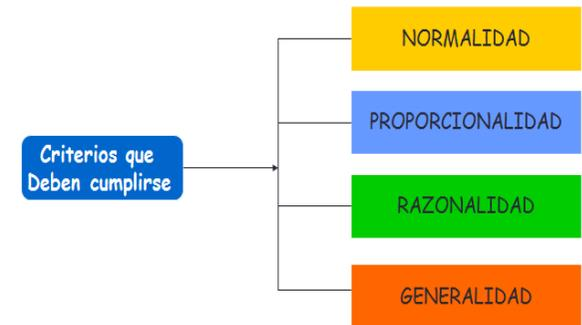 Criterios que
Deben cumplirse
NORMALIDAD
PROPORCIONALIDAD
RAZONALIDAD
GENERALIDAD